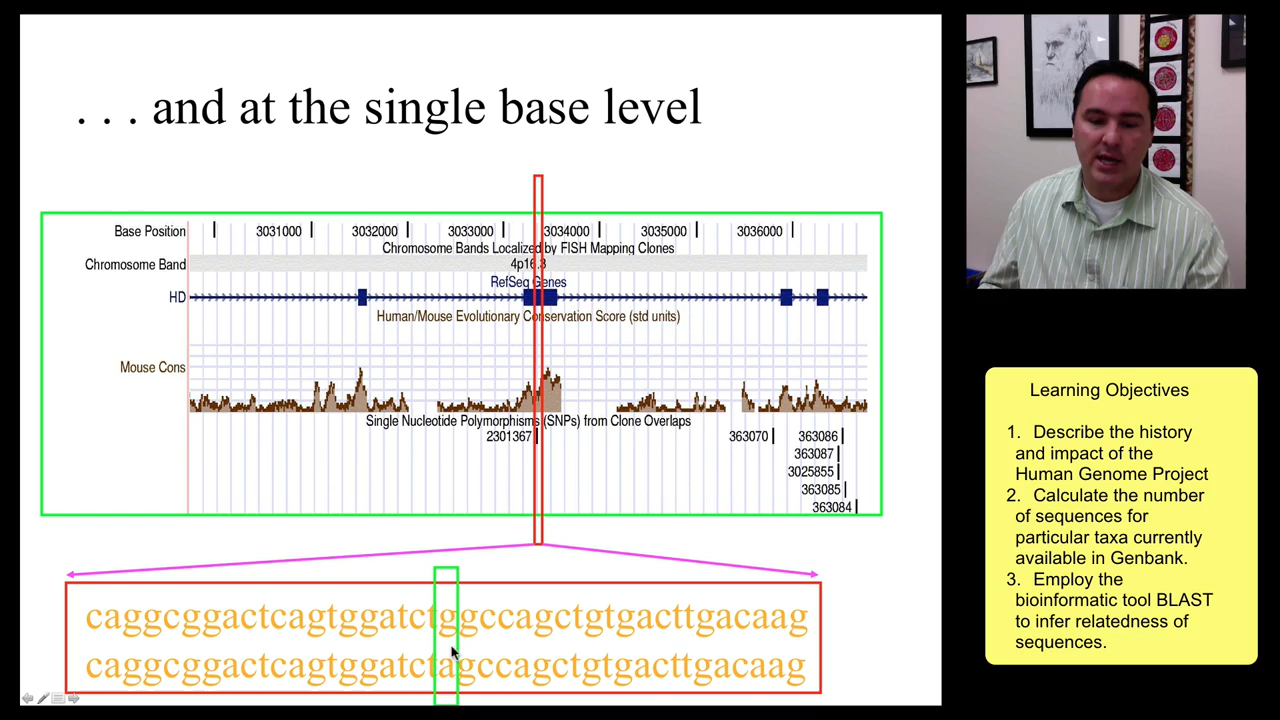 . . . and at the single base level
Base Position 3031000 3032000 3033000 3034000 3035000 3036000
Chromosome Bands Localized by FISH Mapping Clones
Chromosome Band 4p16.3
RefSeq Genes
HD
Human/Mouse Evolutionary Conservation Score (std units)
Mouse Cons
Single Nucleotide Polymorphisms (SNPs) from Clone Overlaps
2301367 363070 363086
363087
3025855
363085
363084
caggcggactcagtggatctggccagctgtgacttgacaag
caggcggactcagtggatctagccagctgtgacttgacaag
Learning Objectives
1. Describe the history
and impact of the
Human Genome Project
2. Calculate the number
of sequences for
particular taxa currently
available in Genbank.
3. Employ the
bioinformatic tool BLAST
to infer relatedness of
sequences.